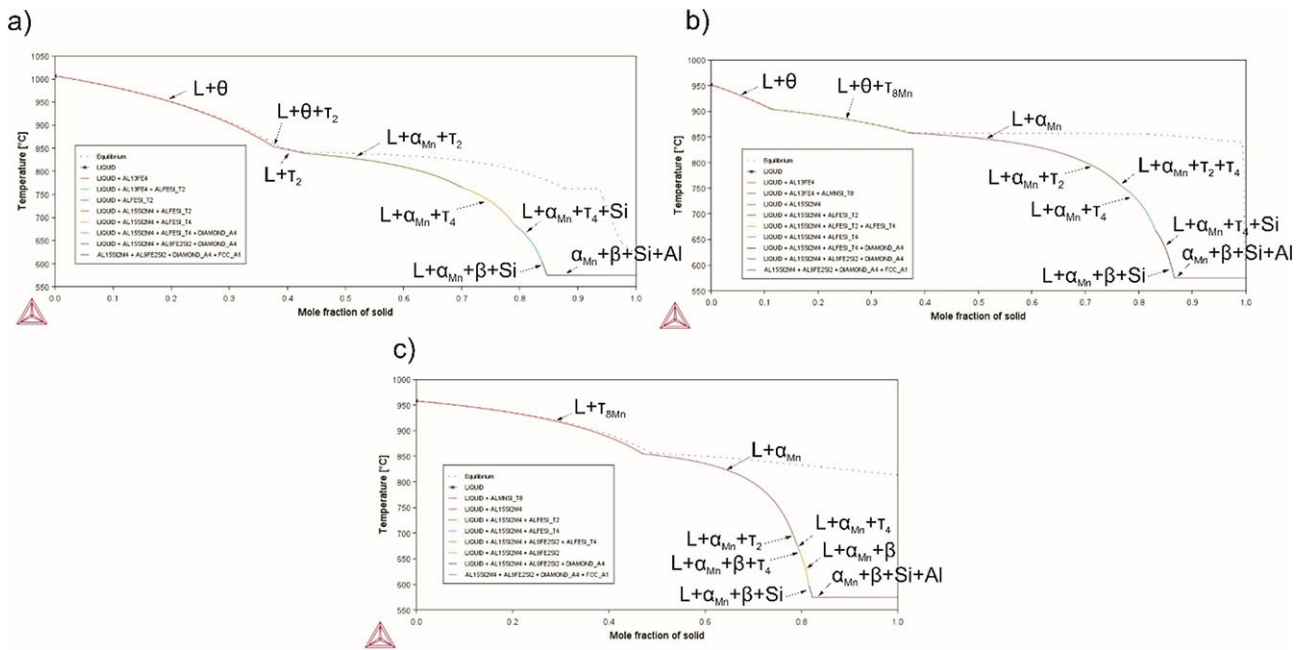 a)
1050
1000
950
900
850
800
750
700
650
600
550
Temperature [°C]
0.0 0.1 0.2 0.3 0.4 0.5 0.6 0.7 0.8 0.9 1.0
Mole fraction of solid
L+θ
L+θ+τ2
L+τ2
L+αMn+τ2
L+αMn+τ4
L+αMn+τ4+Si
L+αMn+β+Si
αMn+β+Si+Al
Equilibrium
LIQUID
LIQUID + AL13FE4
LIQUID + AL13FE4 + ALFESI_T2
LIQUID + ALFESI_T2
LIQUID + AL15SI2M4 + ALFESI_T2
LIQUID + AL15SI2M4 + ALFESI_T4
LIQUID + AL15SI2M4 + ALFESI_T4 + DIAMOND_A4
LIQUID + AL15SI2M4 + AL9FE2SI2 + DIAMOND_A4
AL15SI2M4 + AL9FE2SI2 + DIAMOND_A4 + FCC_A1
b)
1000
950
900
850
800
750
700
650
600
550
Temperature [°C]
0.0 0.1 0.2 0.3 0.4 0.5 0.6 0.7 0.8 0.9 1.0
Mole fraction of solid
L+θ
L+θ+τ8Mn
L+αMn
L+αMn+τ2
L+αMn+τ2+τ4
L+αMn+τ4
L+αMn+τ4+Si
L+αMn+β+Si
αMn+β+Si+Al
Equilibrium
LIQUID
LIQUID + AL13FE4
LIQUID + AL13FE4 + ALMNSI_T8
LIQUID + AL15SI2M4
LIQUID + AL15SI2M4 + ALFESI_T2
LIQUID + AL15SI2M4 + ALFESI_T2 + ALFESI_T4
LIQUID + AL15SI2M4 + ALFESI_T4
LIQUID + AL15SI2M4 + ALFESI_T4 + DIAMOND_A4
LIQUID + AL15SI2M4 + AL9FE2SI2 + DIAMOND_A4
AL15SI2M4 + AL9FE2SI2 + DIAMOND_A4 + FCC_A1
c)
1000
950
900
850
800
750
700
650
600
550
Temperature [°C]
0.0 0.2 0.4 0.6 0.8 1.0
Mole fraction of solid
L+τ8Mn
L+αMn
L+αMn+τ2
L+αMn+τ4
L+αMn+β+τ4
L+αMn+β
L+αMn+β+Si
αMn+β+Si+Al
Equilibrium
LIQUID
LIQUID + ALMNSI_T8
LIQUID + AL15SI2M4
LIQUID + AL15SI2M4 + ALFESI_T2
LIQUID + AL15SI2M4 + ALFESI_T4
LIQUID + AL15SI2M4 + AL9FE2SI2 + ALFESI_T4
LIQUID + AL15SI2M4 + AL9FE2SI2
LIQUID + AL15SI2M4 + AL9FE2SI2 + DIAMOND_A4
AL15SI2M4 + AL9FE2SI2 + DIAMOND_A4 + FCC_A1